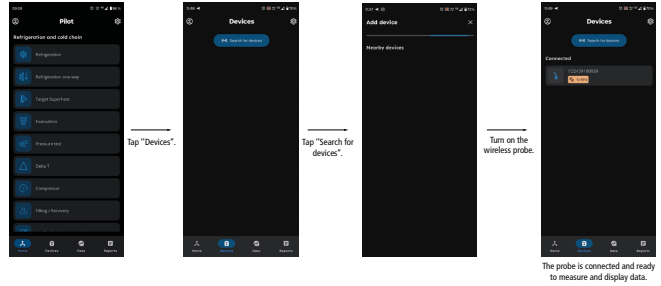 Pilot
Refrigeration and cold chain
Refrigeration
Refrigeration one-way
Target Superheat
Evacuation
Pressure test
Delta T
Compressor
Filling / Recovery
Home
Devices
Data
Reports
Tap "Devices".
Devices
Search for devices
Home
Devices
Data
Reports
Tap "Search for
devices".
Add device
Nearby devices
Turn on the
wireless probe.
Devices
Search for devices
Connected
Home
Devices
Data
Reports
The probe is connected and ready
to measure and display data.